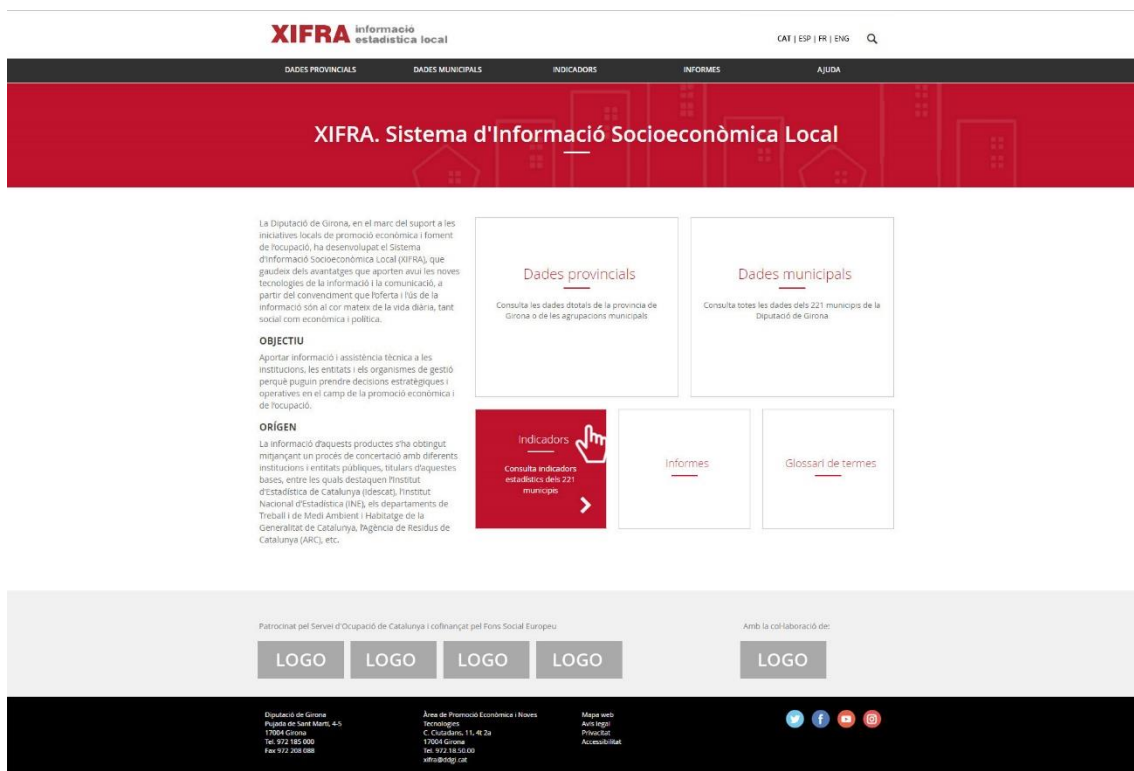 XIFRA informació
estadística local
CAT | ESP | FR | ENG
DADES PROVINCIALS DADES MUNICIPALS INDICADORS INFORMES AJUDA
XIFRA. Sistema d'Informació Socioeconòmica Local
La Diputació de Girona, en el marc del suport a les
iniciatives locals de promoció econòmica i foment
de l'ocupació, ha desenvolupat el Sistema
d'Informació Socioeconòmica Local (XIFRA), que
gaudeix dels avantatges que aporten avui les noves
tecnologies de la informació i la comunicació, a
partir del convenciment que l'oferta i l'ús de la
informació són al cor mateix de la vida diària, tant
social com econòmica i política.
OBJECTIU
Aportar informació i assistència tècnica a les
institucions, les entitats i els organismes de gestió
perquè puguin prendre decisions estratègiques i
operatives en el camp de la promoció econòmica i
de l'ocupació.
ORÍGEN
La informació d'aquests productes s'ha obtingut
mitjançant un procés de concertació amb diferents
institucions i entitats públiques, titulars d'aquestes
bases, entre les quals destaquen l'Institut
d'Estadística de Catalunya (Idescat), l'Institut
Nacional d'Estadística (INE), els departaments de
Treball i de Medi Ambient i Habitatge de la
Generalitat de Catalunya, l'Agència de Residus de
Catalunya (ARC), etc.
Dades provincials
Consulta les dades dtotals de la provincia de
Girona o de les agrupacions municipals
Dades municipals
Consulta totes les dades dels 221 municipis de la
Diputació de Girona
Indicadors
Consulta indicadors
estadístics dels 221
municipis
Informes
Glossari de termes
Patrocinat pel Servei d'Ocupació de Catalunya i cofinançat pel Fons Social Europeu
LOGO LOGO LOGO LOGO
Amb la col·laboració de:
LOGO
Diputació de Girona
Pujada de Sant Martí, 4-5
17004 Girona
Tel. 972 185 000
Fax 972 208 088
Àrea de Promoció Econòmica i Noves
Tecnologies
C. Ciutadans, 11, 4t 2a
17004 Girona
Tel. 972.18.50.00
xifra@ddgi.cat
Mapa web
Avís legal
Privacitat
Accessibilitat